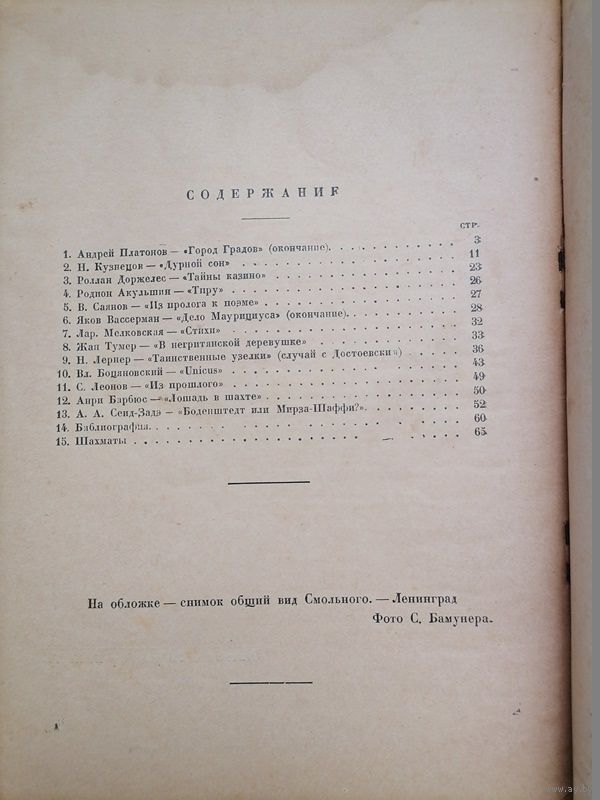 СОДЕРЖАНИЕ
СТР.
1. Андрей Платонов — «Город Градов» (окончание). 3
2. Н. Кузнецов — «Дурной сон» 11
3. Роллан Доржелес — «Тайны казино» 23
4. Родион Акульшин — «Тпру» 26
5. В. Саянов — «Из пролога к поэме» 27
6. Яков Вассерман — «Дело Маурициуса» (окончание). 28
7. Лар. Мелковская — «Стихи» 32
8. Жан Тумер — «В негритянской деревушке» 33
9. Н. Лернер — «Таинственные узелки» (случай с Достоевским) 36
10. Вл. Боцяновский — «Unicus» 43
11. С. Леонов — «Из прошлого» 49
12. Анри Барбюс — «Лошадь в шахте» 50
13. А. А. Сеид-Задэ — «Боденштедт или Мирза-Шаффи?». 52
14. Библиография. 60
15. Шахматы 65
На обложке — снимок общий вид Смольного. — Ленинград
Фото С. Бамунера.